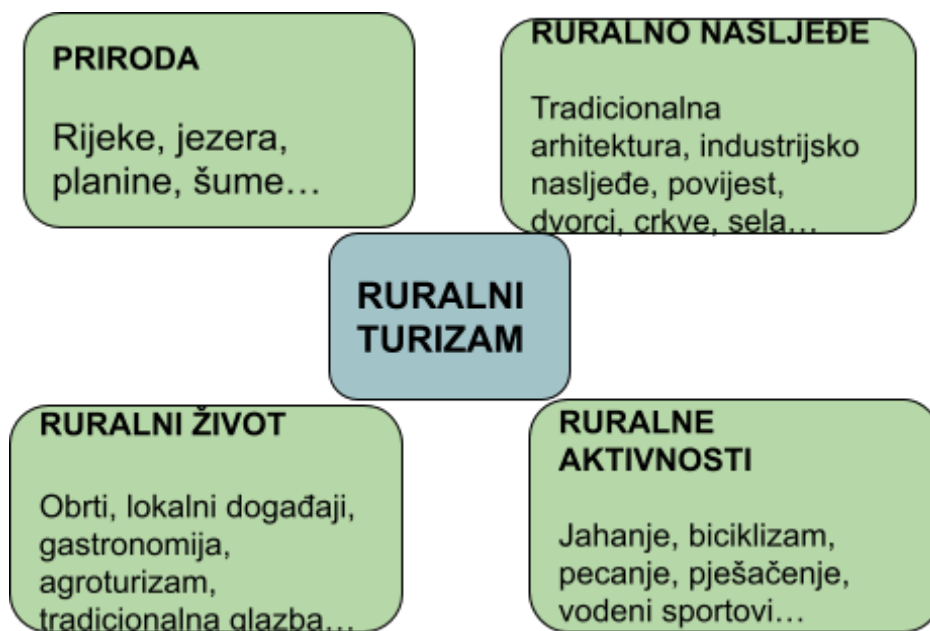 PRIRODA
Rijeke, jezera,
planine, šume…
RURALNO NASLJEĐE
Tradicionalna
arhitektura, industrijsko
nasljeđe, povijest,
dvorci, crkve, sela…
RURALNI
TURIZAM
RURALNI ŽIVOT
Obrti, lokalni događaji,
gastronomija,
agroturizam,
tradicionalna glazba…
RURALNE
AKTIVNOSTI
Jahanje, biciklizam,
pecanje, pješačenje,
vodeni sportovi…